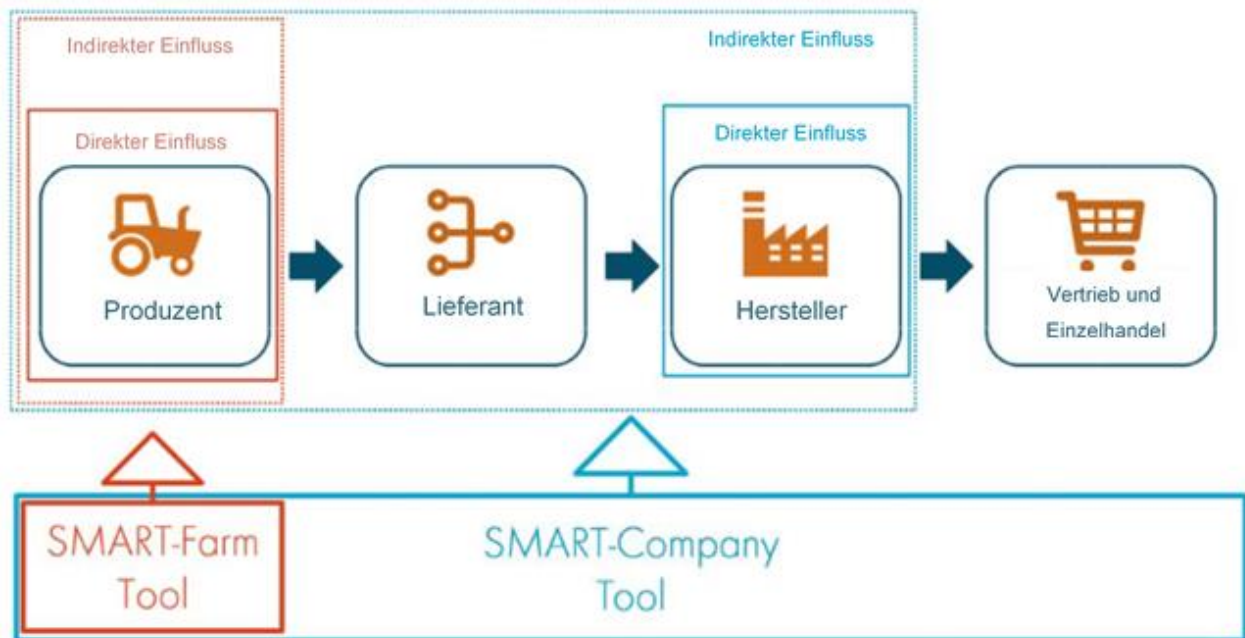 Indirekter Einfluss
Indirekter Einfluss
Direkter Einfluss
Direkter Einfluss
Produzent
Lieferant
Hersteller
Vertrieb und
Einzelhandel
SMART-Farm
Tool
SMART-Company
Tool